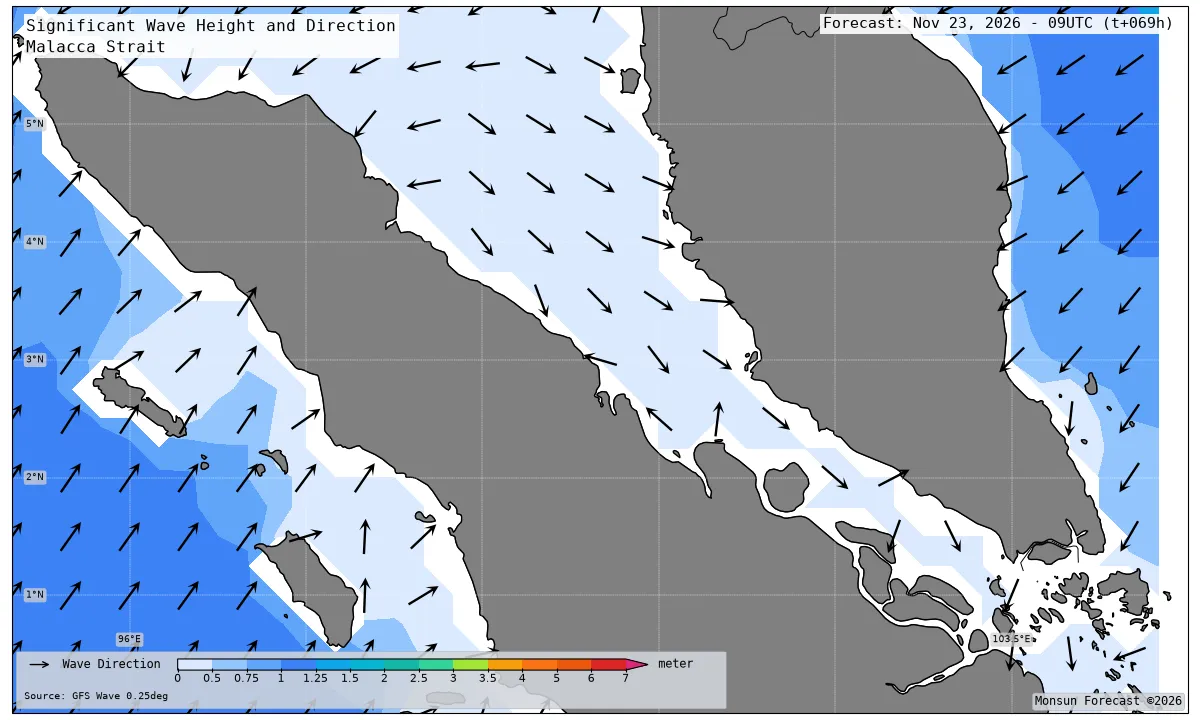 Significant Wave Height and Direction
Malacca Strait
Forecast: Nov 23, 2026 - 09UTC (t+069h)
5°N
4°N
3°N
2°N
1°N
96°E
103.5°E
Wave Direction
0 0.5 0.75 1 1.25 1.5 2 2.5 3 3.5 4 5 6 7
meter
Source: GFS Wave 0.25deg
Monsun Forecast ©2026